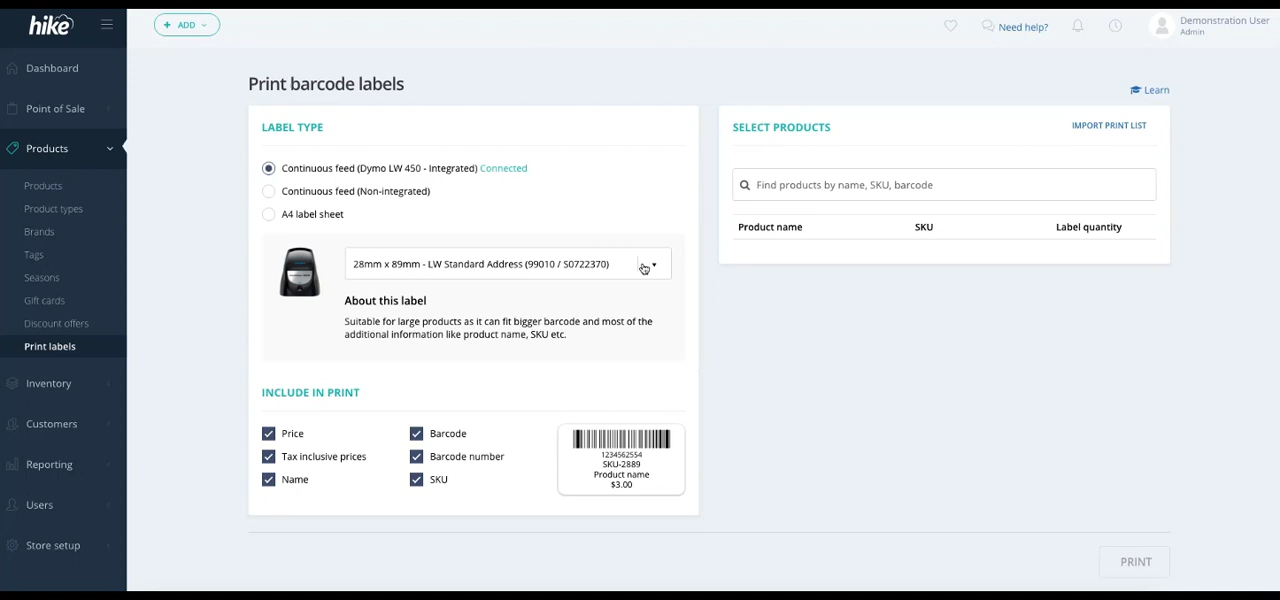 hike
ADD
Need help?
Demonstration User
Admin
Dashboard
Point of Sale
Products
Products
Product types
Brands
Tags
Seasons
Gift cards
Discount offers
Print labels
Inventory
Customers
Reporting
Users
Store setup
Print barcode labels
Learn
LABEL TYPE
Continuous feed (Dymo LW 450 - Integrated) Connected
Continuous feed (Non-integrated)
A4 label sheet
28mm x 89mm - LW Standard Address (99010 / S0722370)
About this label
Suitable for large products as it can fit bigger barcode and most of the
additional information like product name, SKU etc.
INCLUDE IN PRINT
Price
Barcode
Tax inclusive prices
Barcode number
Name
SKU
1234562554
SKU-2889
Product name
$3.00
SELECT PRODUCTS
IMPORT PRINT LIST
Find products by name, SKU, barcode
Product name SKU Label quantity
PRINT